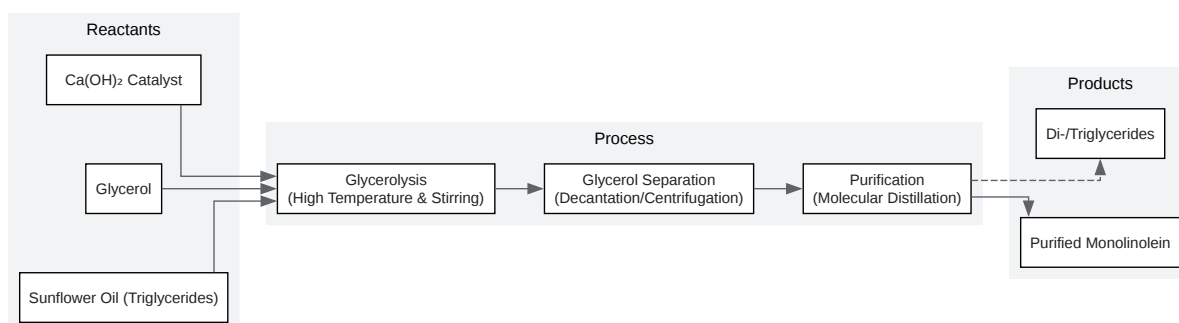 Reactants
Ca(OH)₂ Catalyst
Glycerol
Sunflower Oil (Triglycerides)
Process
Glycerolysis
(High Temperature & Stirring)
Glycerol Separation
(Decantation/Centrifugation)
Purification
(Molecular Distillation)
Products
Di-/Triglycerides
Purified Monolinolein